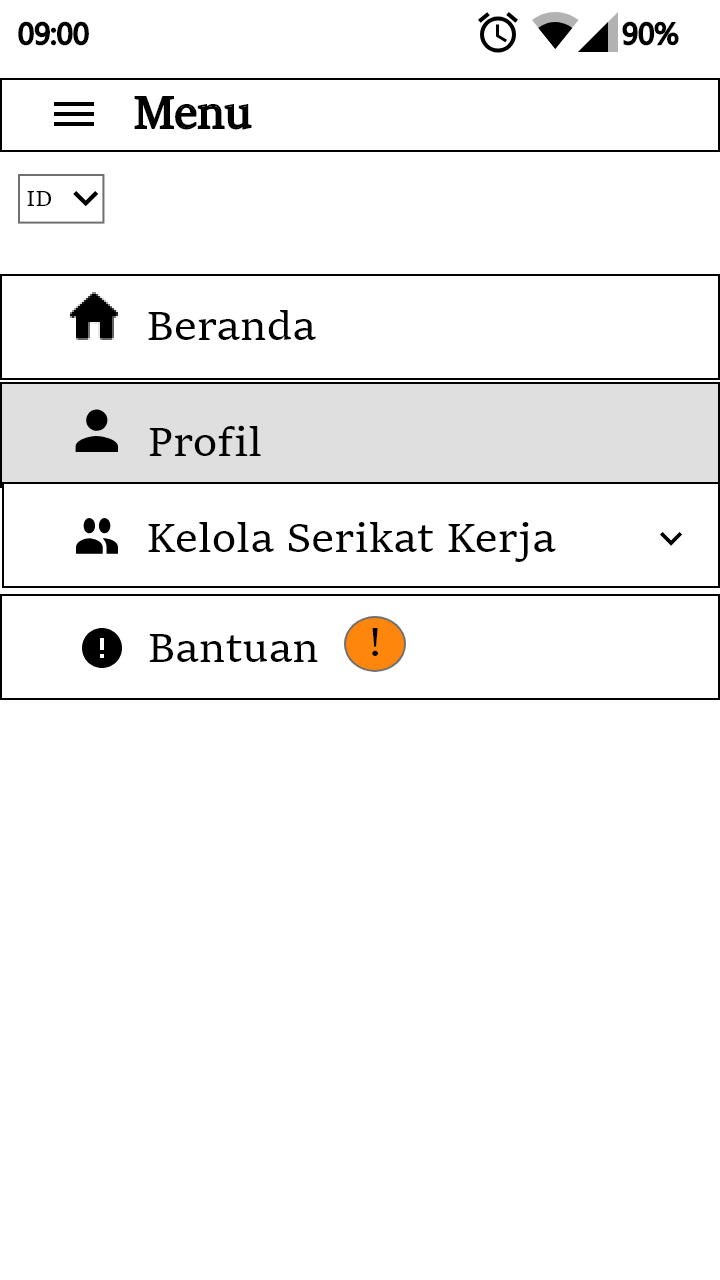 09:00 90%
Menu
ID
Beranda
Profil
Kelola Serikat Kerja
Bantuan !